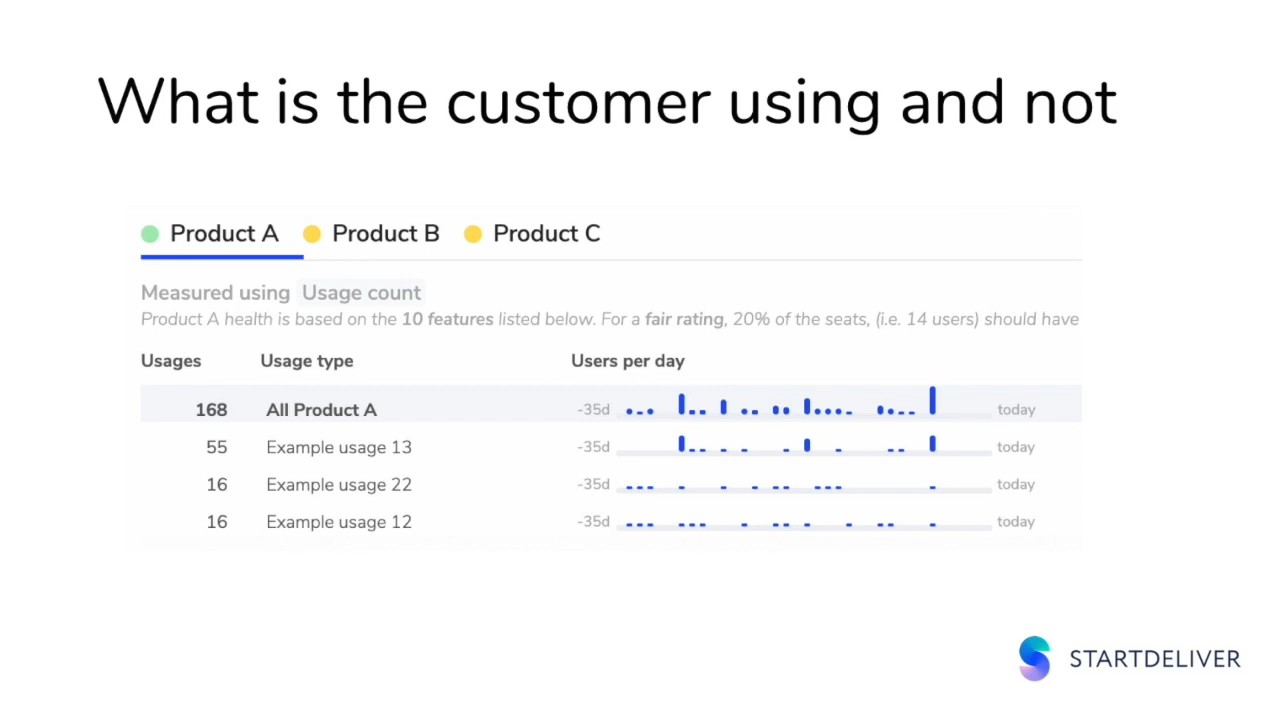 What is the customer using and not
Product A Product B Product C
Measured using Usage count
Product A health is based on the 10 features listed below. For a fair rating, 20% of the seats, (i.e. 14 users) should have
Usages Usage type Users per day
168 All Product A -35d today
55 Example usage 13 -35d today
16 Example usage 22 -35d today
16 Example usage 12 -35d today
STARTDELIVER